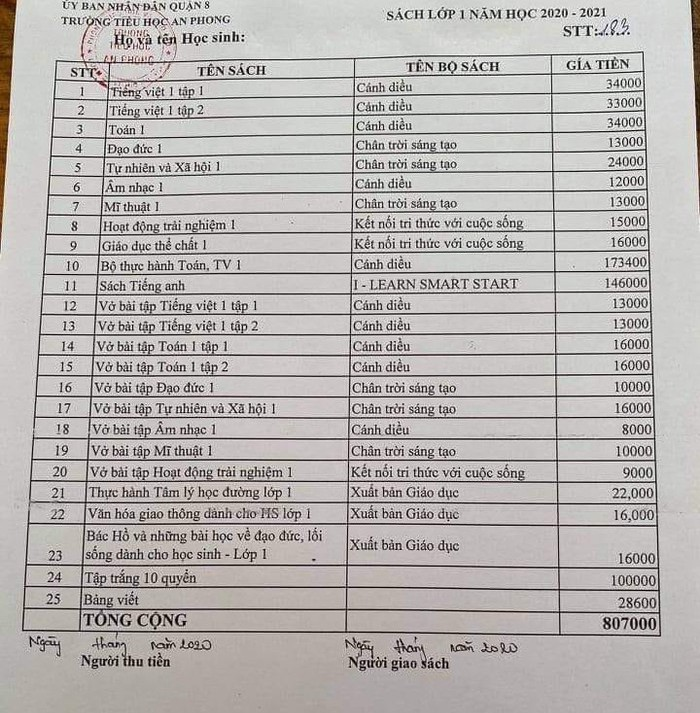 ỦY BAN NHÂN DÂN QUẬN 8
TRƯỜNG TIỂU HỌC AN PHONG
SÁCH LỚP 1 NĂM HỌC 2020 - 2021
STT: 183
Họ và tên Học sinh:
TRƯỜNG
TIỂU HỌC
AN PHONG
STT TÊN SÁCH TÊN BỘ SÁCH GÍA TIỀN
1 Tiếng việt 1 tập 1 Cánh diều 34000
2 Tiếng việt 1 tập 2 Cánh diều 33000
3 Toán 1 Cánh diều 34000
4 Đạo đức 1 Chân trời sáng tạo 13000
5 Tự nhiên và Xã hội 1 Chân trời sáng tạo 24000
6 Âm nhạc 1 Cánh diều 12000
7 Mĩ thuật 1 Chân trời sáng tạo 13000
8 Hoạt động trải nghiệm 1 Kết nối tri thức với cuộc sống 15000
9 Giáo dục thể chất 1 Kết nối tri thức với cuộc sống 16000
10 Bộ thực hành Toán, TV 1 Cánh diều 173400
11 Sách Tiếng anh I - LEARN SMART START 146000
12 Vở bài tập Tiếng việt 1 tập 1 Cánh diều 13000
13 Vở bài tập Tiếng việt 1 tập 2 Cánh diều 13000
14 Vở bài tập Toán 1 tập 1 Cánh diều 16000
15 Vở bài tập Toán 1 tập 2 Cánh diều 16000
16 Vở bài tập Đạo đức 1 Chân trời sáng tạo 10000
17 Vở bài tập Tự nhiên và Xã hội 1 Chân trời sáng tạo 16000
18 Vở bài tập Âm nhạc 1 Cánh diều 8000
19 Vở bài tập Mĩ thuật 1 Chân trời sáng tạo 10000
20 Vở bài tập Hoạt động trải nghiệm 1 Kết nối tri thức với cuộc sống 9000
21 Thực hành Tâm lý học đường lớp 1 Xuất bản Giáo dục 22,000
22 Văn hóa giao thông dành cho HS lớp 1 Xuất bản Giáo dục 16,000
Bác Hồ và những bài học về đạo đức, lối
23 sống dành cho học sinh - Lớp 1 Xuất bản Giáo dục 16000
24 Tập trắng 10 quyển 100000
25 Bảng viết 28600
TỔNG CỘNG 807000
Ngày tháng năm 2020 Ngày tháng năm 2020
Người thu tiền Người giao sách